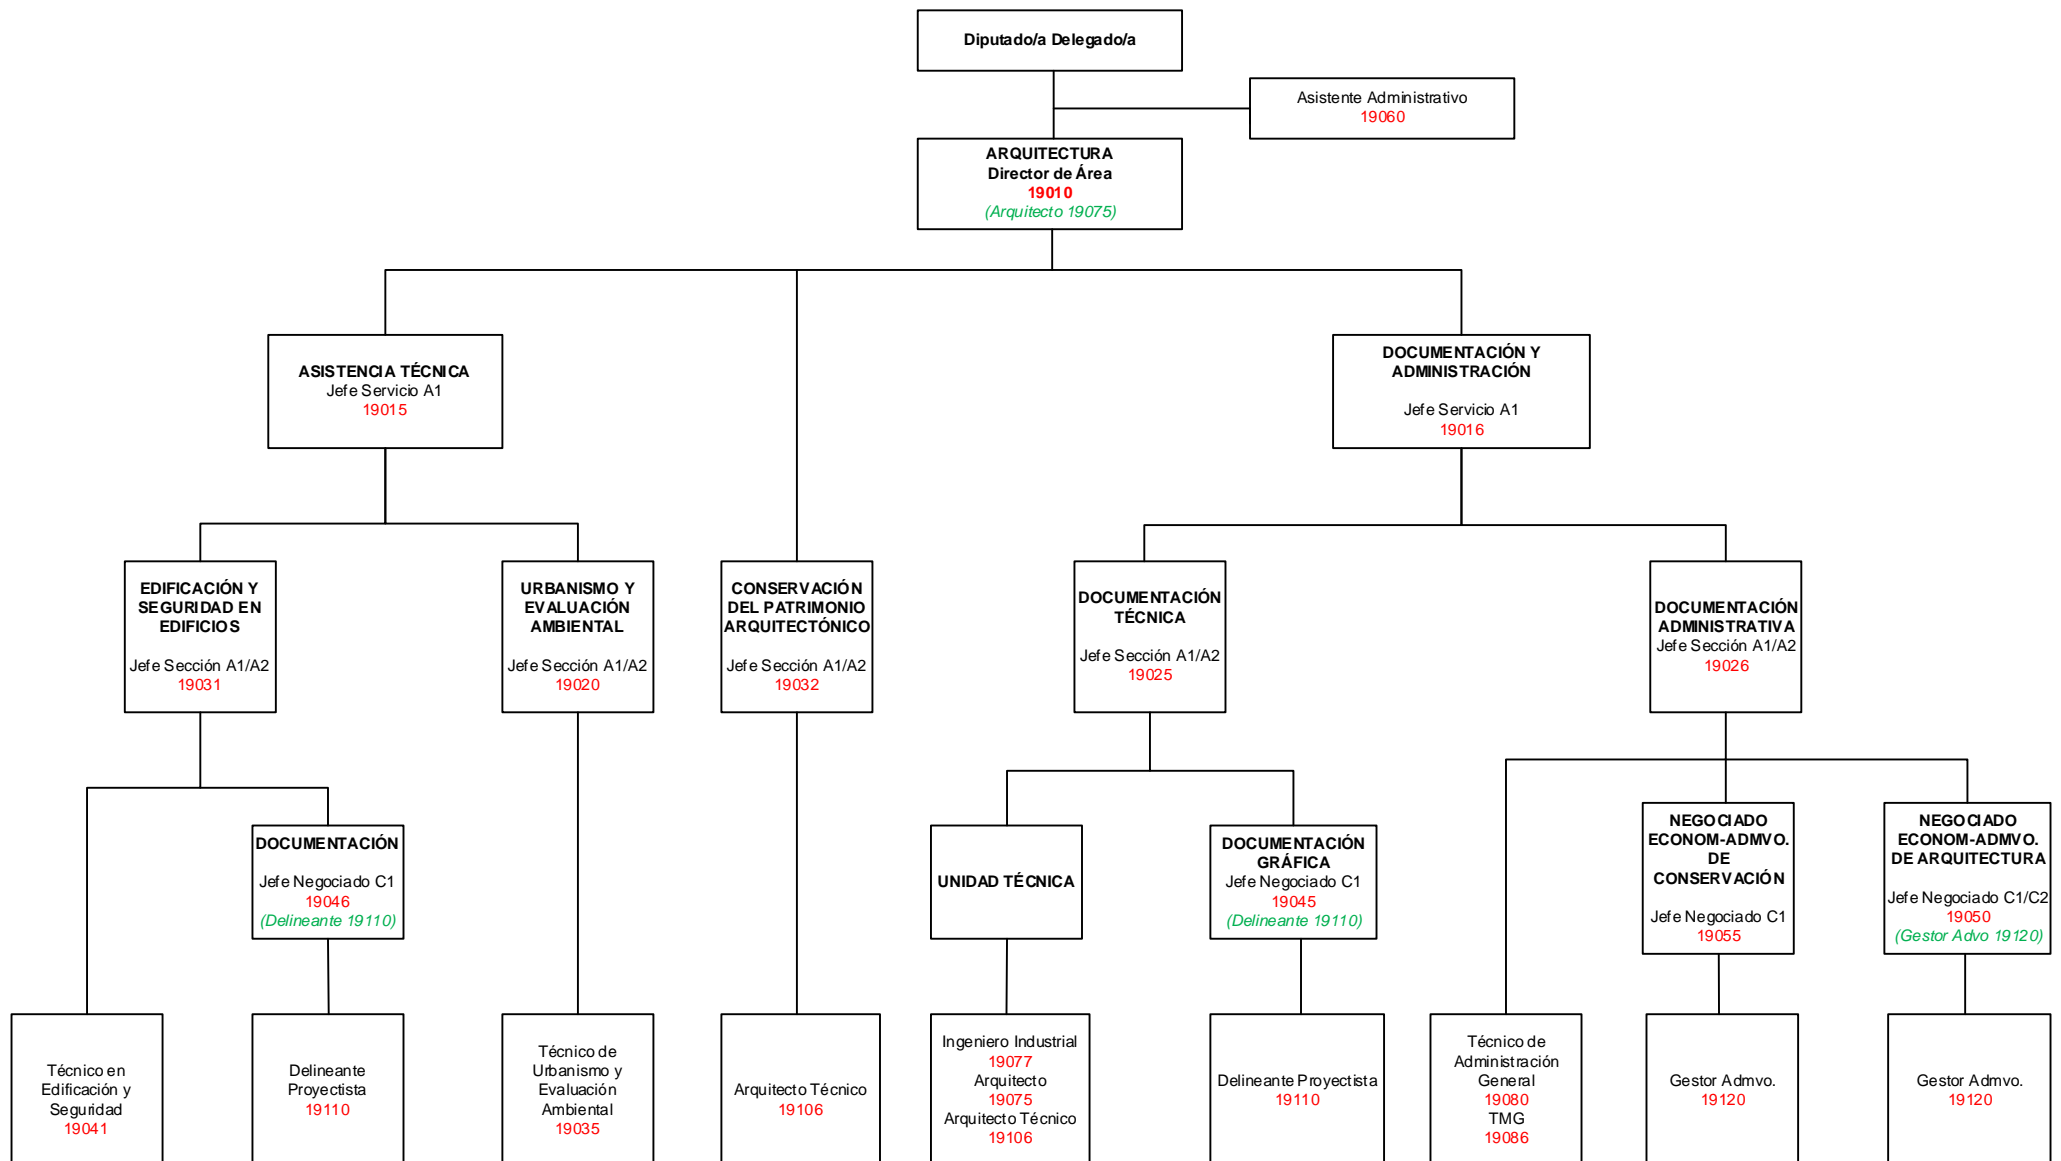 Diputado/a Delegado/a
Asistente Administrativo
19060
ARQUITECTURA
Director de Área
19010
(Arquitecto 19075)
ASISTENCIA TÉCNICA
Jefe Servicio A1
19015
DOCUMENTACIÓN Y
ADMINISTRACIÓN
Jefe Servicio A1
19016
EDIFICACIÓN Y
SEGURIDAD EN
EDIFICIOS
Jefe Sección A1/A2
19031
URBANISMO Y
EVALUACIÓN
AMBIENTAL
Jefe Sección A1/A2
19020
CONSERVACIÓN
DEL PATRIMONIO
ARQUITECTÓNICO
Jefe Sección A1/A2
19032
DOCUMENTACIÓN
TÉCNICA
Jefe Sección A1/A2
19025
DOCUMENTACIÓN
ADMINISTRATIVA
Jefe Sección A1/A2
19026
DOCUMENTACIÓN
Jefe Negociado C1
19046
(Delineante 19110)
UNIDAD TÉCNICA
DOCUMENTACIÓN
GRÁFICA
Jefe Negociado C1
19045
(Delineante 19110)
NEGOCIADO
ECONOM-ADMVO.
DE
CONSERVACIÓN
Jefe Negociado C1
19055
NEGOCIADO
ECONOM-ADMVO.
DE ARQUITECTURA
Jefe Negociado C1/C2
19050
(Gestor Advo 19120)
Técnico en
Edificación y
Seguridad
19041
Delineante
Proyectista
19110
Técnico de
Urbanismo y
Evaluación
Ambiental
19035
Arquitecto Técnico
19106
Ingeniero Industrial
19077
Arquitecto
19075
Arquitecto Técnico
19106
Delineante Proyectista
19110
Técnico de
Administración
General
19080
TMG
19086
Gestor Admvo.
19120
Gestor Admvo.
19120